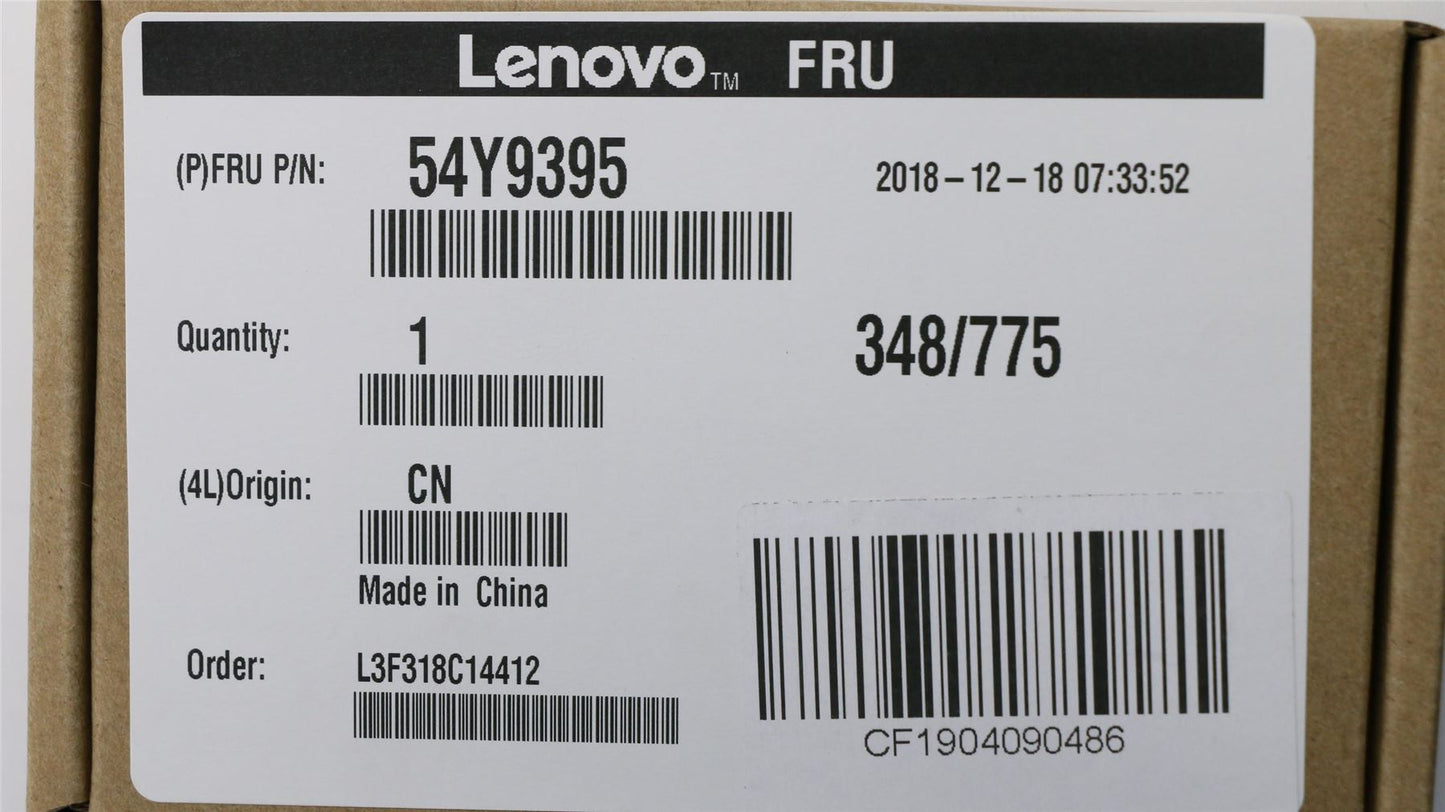 Lenovo™ FRU
(P)FRU P/N: 54Y9395 2018-12-18 07:33:52
Quantity: 1 348/775
(4L)Origin: CN
Made in China
Order: L3F318C14412
CF1904090486